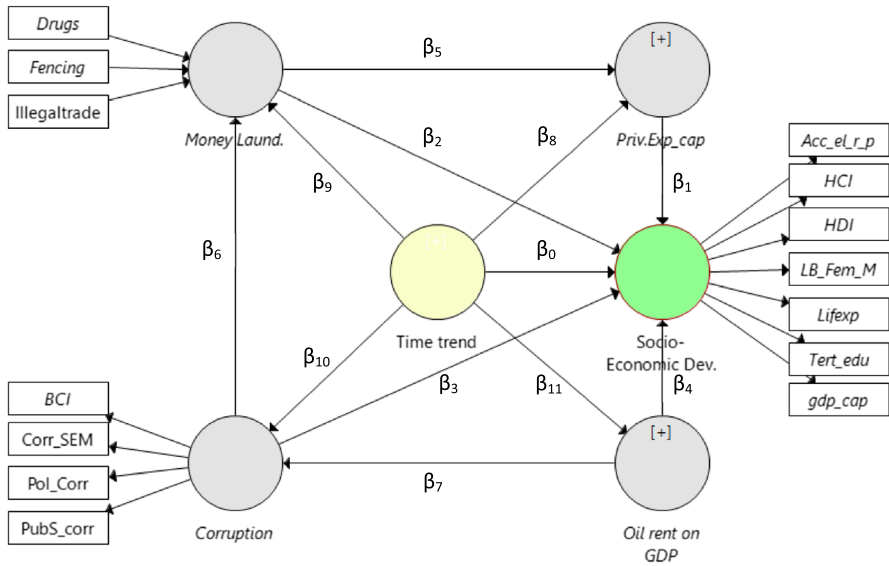 Drugs
Fencing
Illegaltrade
Money Laund.
β5
[+]
Priv.Exp_cap
β2
β8
β9
β1
Acc_el_r_p
HCI
HDI
LB_Fem_M
Lifexp
Tert_edu
gdp_cap
β6
[+]
β0
Time trend
Socio-
Economic Dev.
β10
β3
β11
β4
BCI
Corr_SEM
Pol_Corr
PubS_corr
Corruption
β7
[+]
Oil rent on
GDP